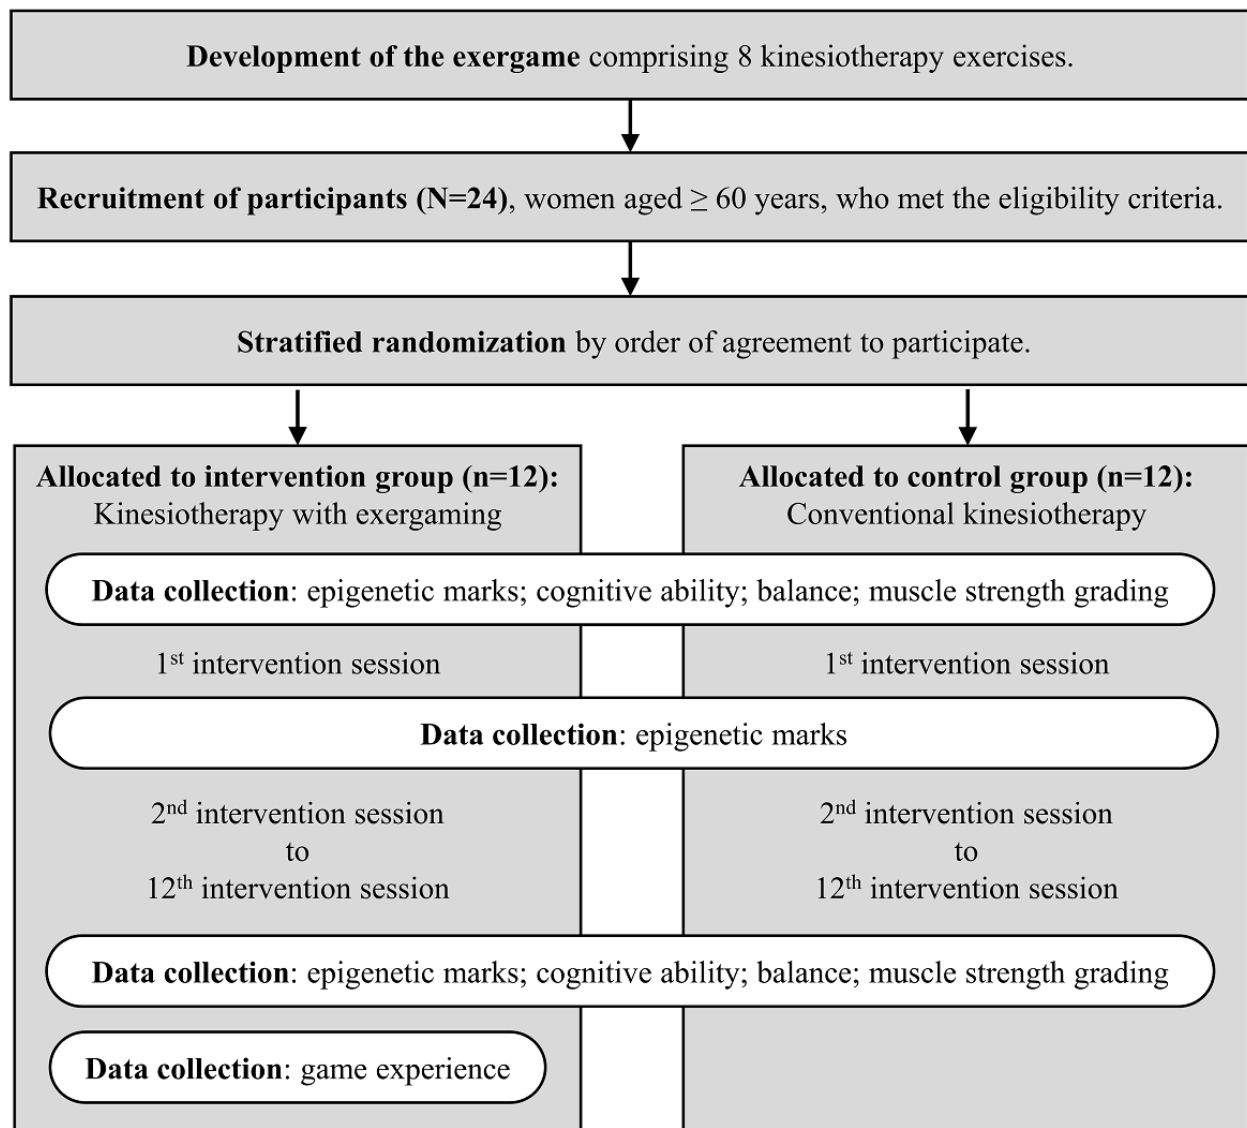 Development of the exergame comprising 8 kinesiotherapy exercises.
Recruitment of participants (N=24), women aged ≥ 60 years, who met the eligibility criteria.
Stratified randomization by order of agreement to participate.
Allocated to intervention group (n=12):
Kinesiotherapy with exergaming
Allocated to control group (n=12):
Conventional kinesiotherapy
Data collection: epigenetic marks; cognitive ability; balance; muscle strength grading
1st intervention session
1st intervention session
Data collection: epigenetic marks
2nd intervention session
to
12th intervention session
2nd intervention session
to
12th intervention session
Data collection: epigenetic marks; cognitive ability; balance; muscle strength grading
Data collection: game experience